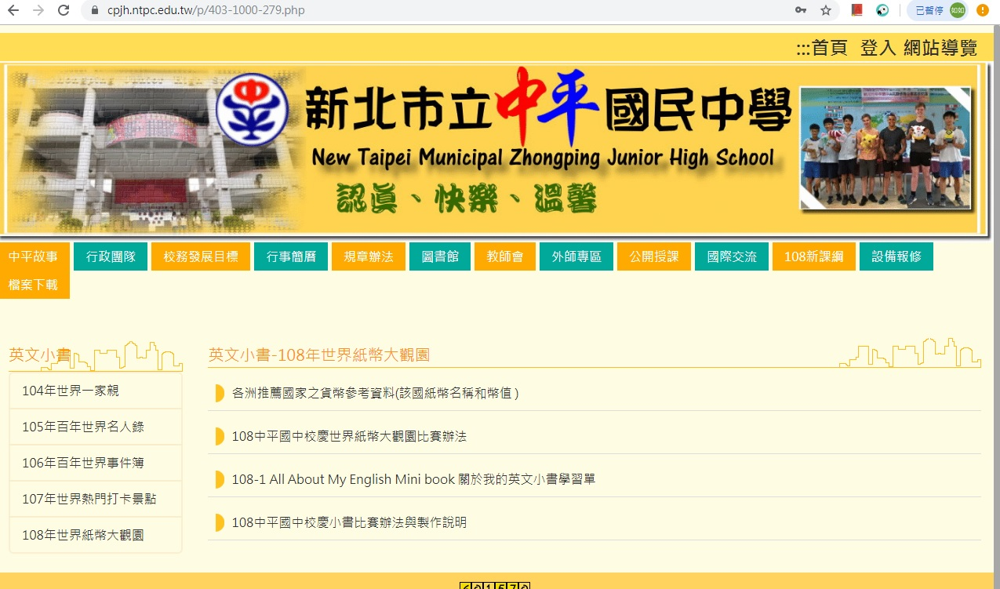 cpjh.ntpc.edu.tw/p/403-1000-279.php
已暫停
:::首頁 登入 網站導覽
新北市立中平國民中學
New Taipei Municipal Zhongping Junior High School
認真、快樂、溫馨
中平故事 行政團隊 校務發展目標 行事簡曆 規章辦法 圖書館 教師會 外師專區 公開授課 國際交流 108新課綱 設備報修
檔案下載
英文小書
104年世界一家親
105年百年世界名人錄
106年百年世界事件簿
107年世界熱門打卡景點
108年世界紙幣大觀園
英文小書-108年世界紙幣大觀園
各洲推薦國家之貨幣參考資料(該國紙幣名稱和幣值 )
108中平國中校慶世界紙幣大觀園比賽辦法
108-1 All About My English Mini book 關於我的英文小書學習單
108中平國中校慶小書比賽辦法與製作說明